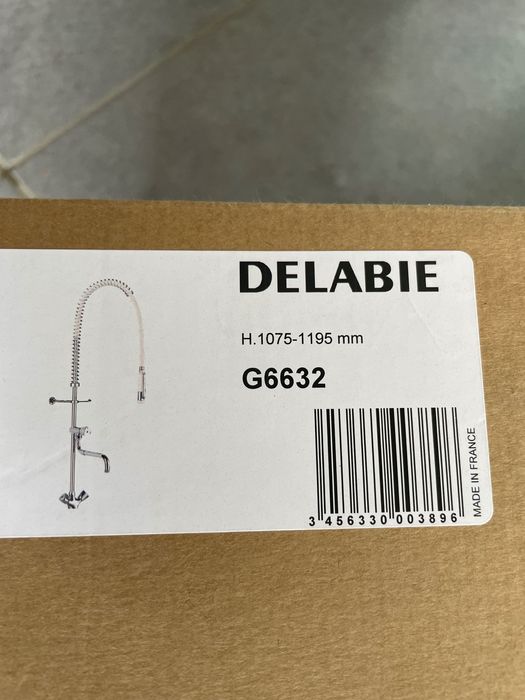 DELABIE
H.1075-1195 mm
G6632
3 456330 003896
MADE IN FRANCE